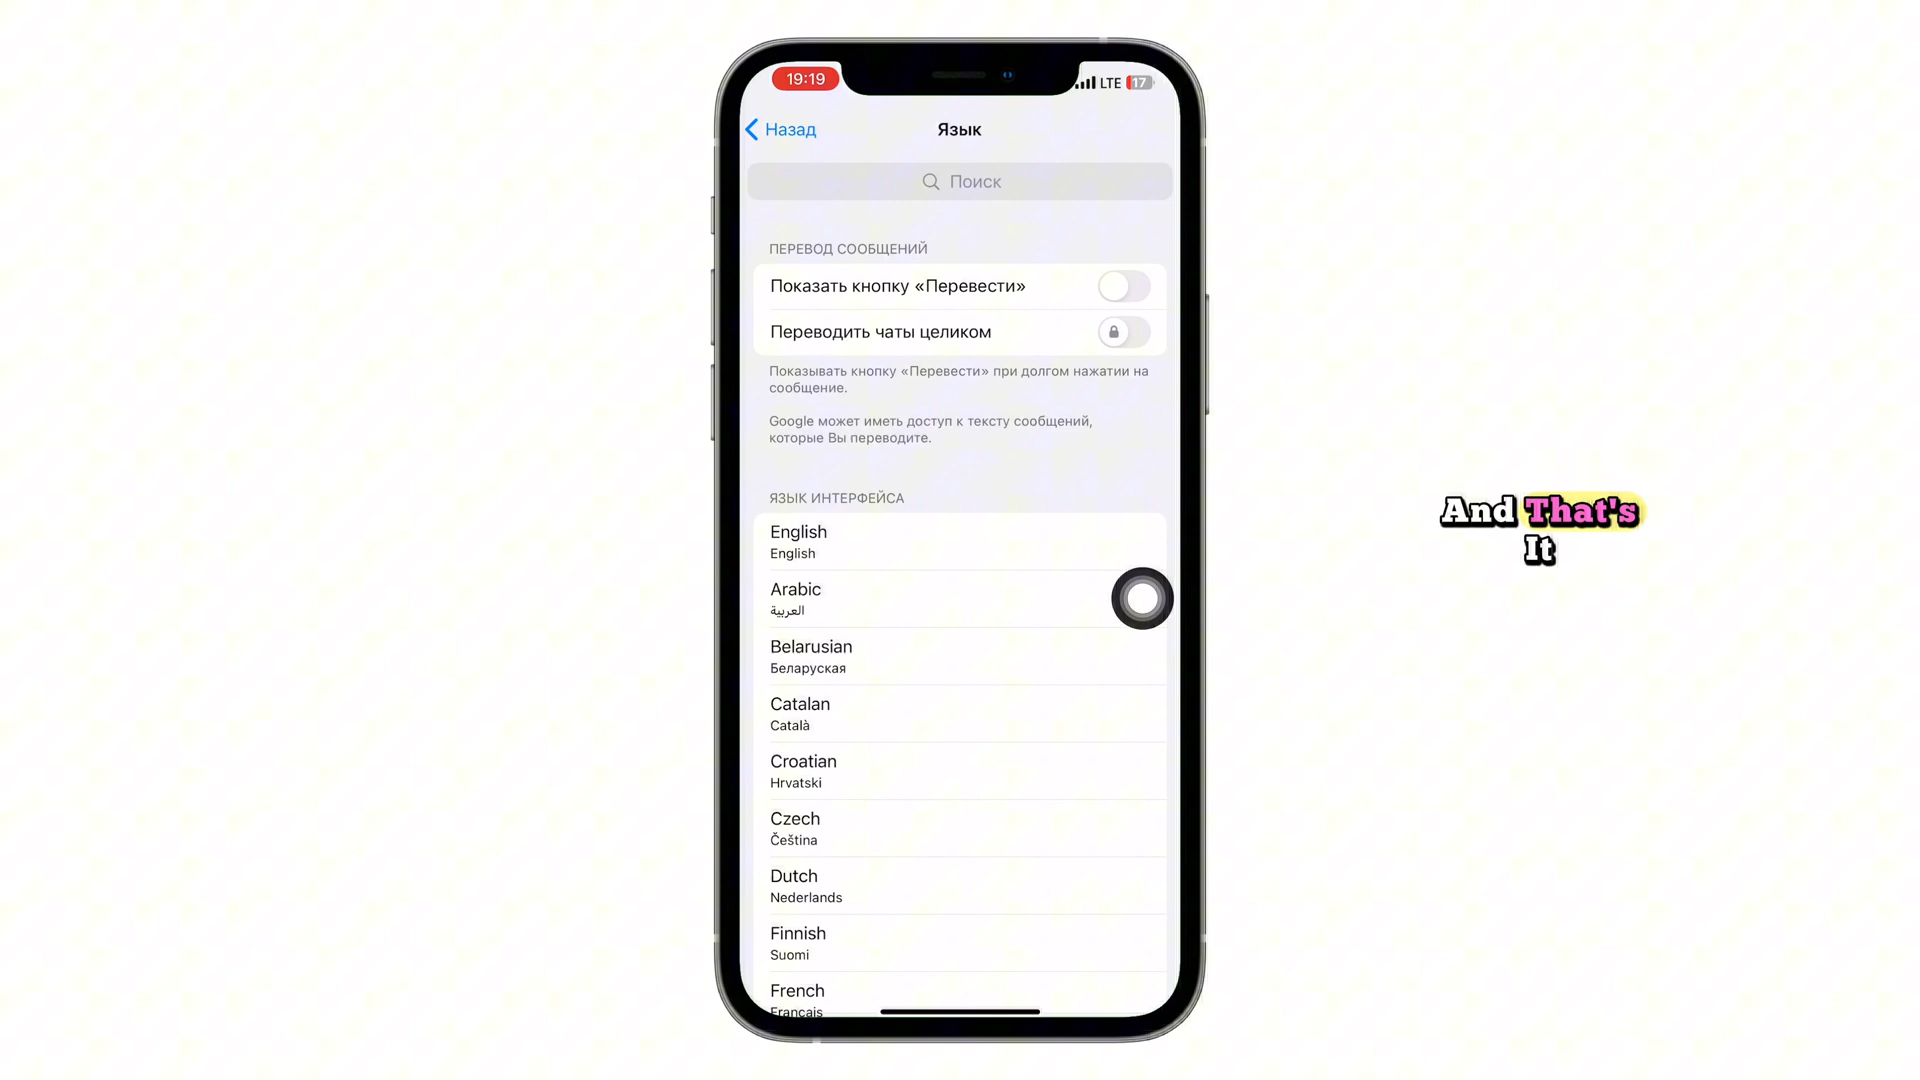 19:19
LTE 17
Назад
Язык
Поиск
ПЕРЕВОД СООБЩЕНИЙ
Показать кнопку «Перевести»
Переводить чаты целиком
Показывать кнопку «Перевести» при долгом нажатии на
сообщение.
Google может иметь доступ к тексту сообщений,
которые Вы переводите.
ЯЗЫК ИНТЕРФЕЙСА
English
English
Arabic
العربية
Belarusian
Беларуская
Catalan
Català
Croatian
Hrvatski
Czech
Čeština
Dutch
Nederlands
Finnish
Suomi
French
Français
And That's
It